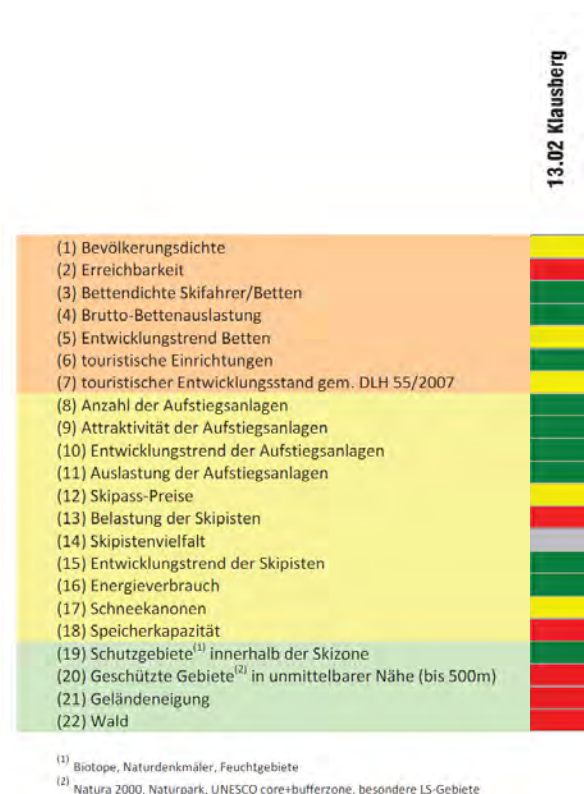 13.02 Klausberg
(1) Bevölkerungsdichte
(2) Erreichbarkeit
(3) Bettendichte Skifahrer/Betten
(4) Brutto-Bettenauslastung
(5) Entwicklungstrend Betten
(6) touristische Einrichtungen
(7) touristischer Entwicklungsstand gem. DLH 55/2007
(8) Anzahl der Aufstiegsanlagen
(9) Attraktivität der Aufstiegsanlagen
(10) Entwicklungstrend der Aufstiegsanlagen
(11) Auslastung der Aufstiegsanlagen
(12) Skipass-Preise
(13) Belastung der Skipisten
(14) Skipistenvielfalt
(15) Entwicklungstrend der Skipisten
(16) Energieverbrauch
(17) Schneekanonen
(18) Speicherkapazität
(19) Schutzgebiete(1) innerhalb der Skizone
(20) Geschützte Gebiete(2) in unmittelbarer Nähe (bis 500m)
(21) Geländeneigung
(22) Wald
(1) Biotope, Naturdenkmäler, Feuchtgebiete
(2) Natura 2000, Naturpark, UNESCO core+bufferzone, besondere LS-Gebiete